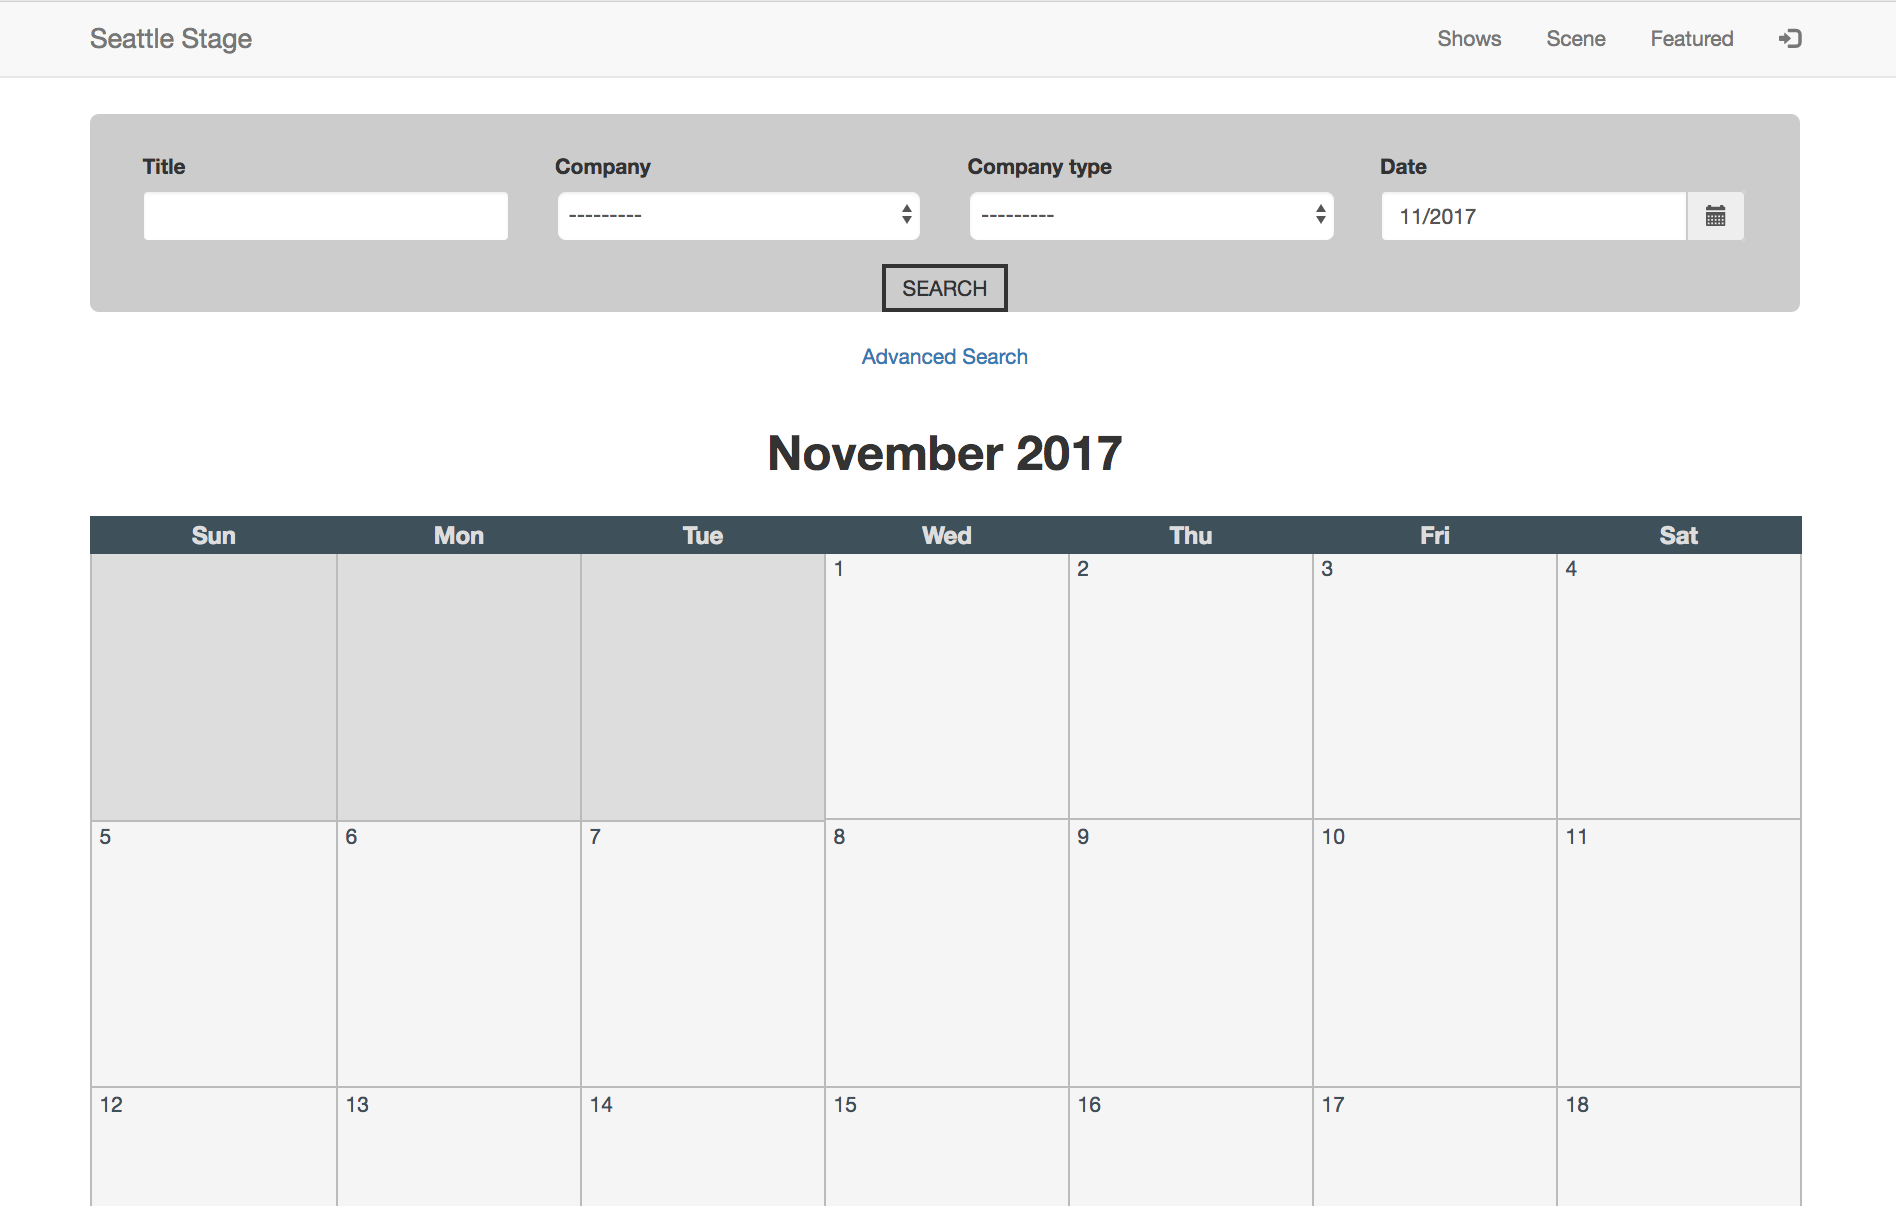 Seattle Stage Shows Scene Featured
Title Company Company type Date
--------- --------- 11/2017
SEARCH
Advanced Search
November 2017
Sun Mon Tue Wed Thu Fri Sat
1 2 3 4
5 6 7 8 9 10 11
12 13 14 15 16 17 18